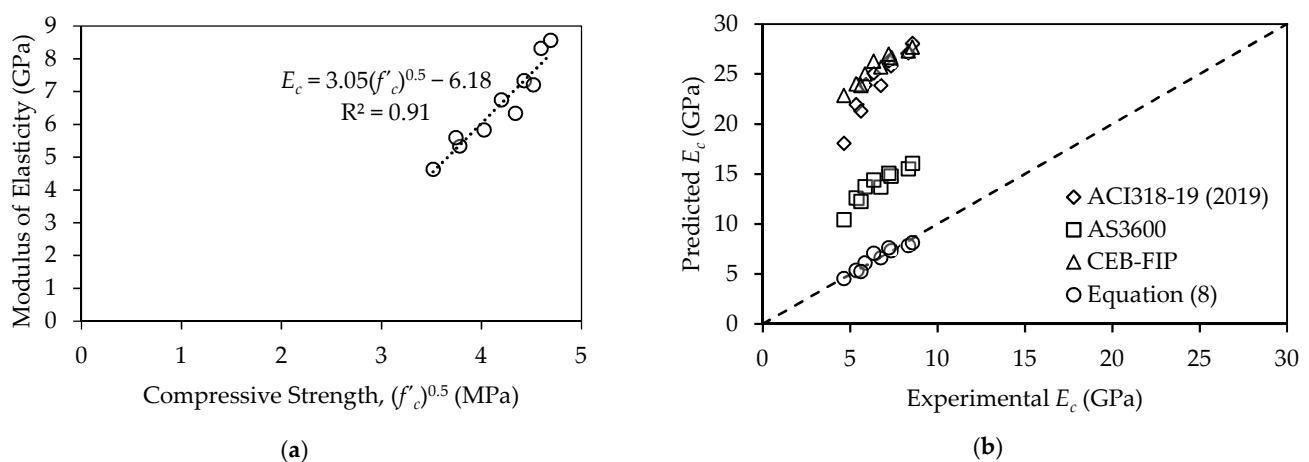 9
8
7
6
5
4
3
2
1
0
Modulus of Elasticity (GPa)
E_c = 3.05(f′_c)^0.5 − 6.18
R² = 0.91
0 1 2 3 4 5
Compressive Strength, (f′_c)^0.5 (MPa)
(a)
30
25
20
15
10
5
0
Predicted E_c (GPa)
ACI318-19 (2019)
AS3600
CEB-FIP
Equation (8)
0 5 10 15 20 25 30
Experimental E_c (GPa)
(b)